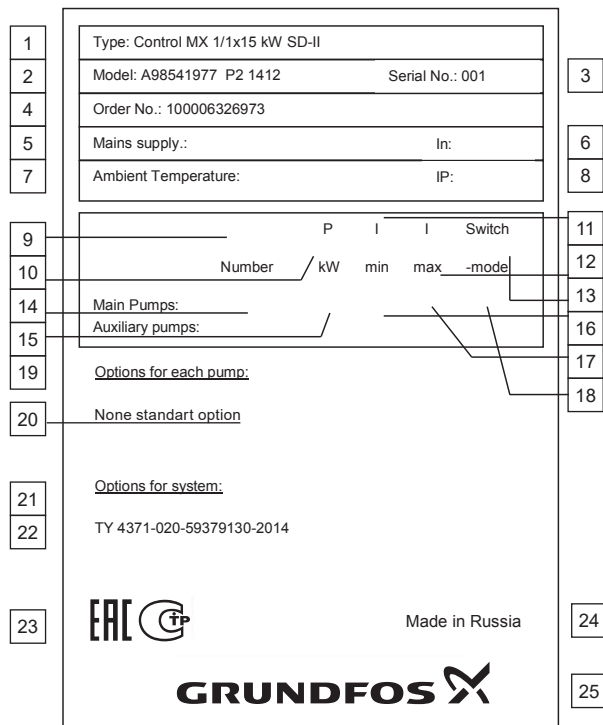 1 Type: Control MX 1/1x15 kW SD-II
2 Model: A98541977 P2 1412 Serial No.: 001 3
4 Order No.: 100006326973
5 Mains supply.: In: 6
7 Ambient Temperature: IP: 8
9 P I I Switch 11
10 Number kW min max -mode 12
13
14 Main Pumps:
15 Auxiliary pumps: 16
17
19 Options for each pump: 18
20 None standart option
21 Options for system:
22 TY 4371-020-59379130-2014
23 EAC СTP Made in Russia 24
GRUNDFOS 25